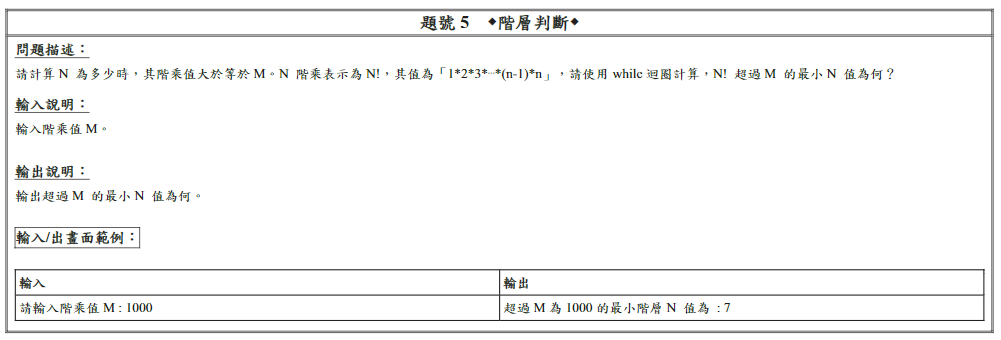 題號 5 ◆階層判斷◆
問題描述：
請計算 N 為多少時，其階乘值大於等於 M。N 階乘表示為 N!，其值為「1*2*3*…*(n-1)*n」，請使用 while 迴圈計算，N! 超過 M 的最小 N 值為何？
輸入說明：
輸入階乘值 M。
輸出說明：
輸出超過 M 的最小 N 值為何。
輸入/出畫面範例：
輸入 輸出
請輸入階乘值 M : 1000 超過 M 為 1000 的最小階層 N 值為 : 7